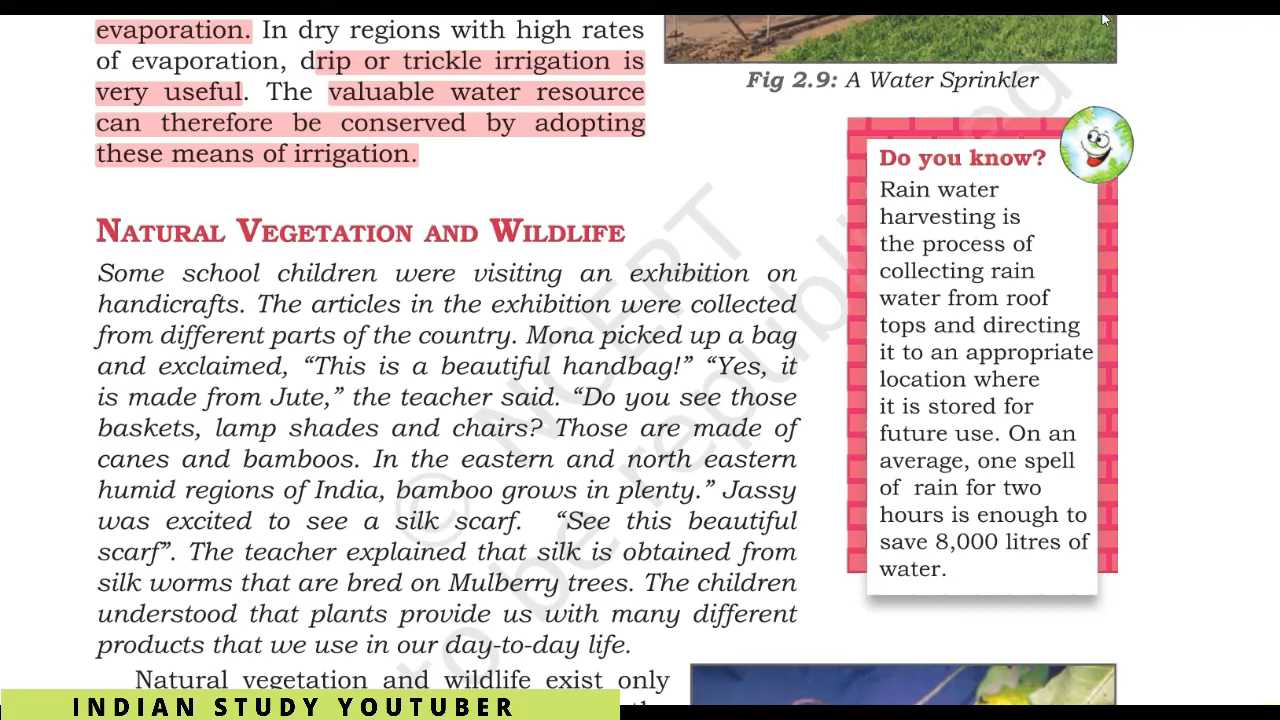 evaporation. In dry regions with high rates
of evaporation, drip or trickle irrigation is
very useful. The valuable water resource
can therefore be conserved by adopting
these means of irrigation.
Fig 2.9: A Water Sprinkler
NATURAL VEGETATION AND WILDLIFE
Some school children were visiting an exhibition on
handicrafts. The articles in the exhibition were collected
from different parts of the country. Mona picked up a bag
and exclaimed, “This is a beautiful handbag!” “Yes, it
is made from Jute,” the teacher said. “Do you see those
baskets, lamp shades and chairs? Those are made of
canes and bamboos. In the eastern and north eastern
humid regions of India, bamboo grows in plenty.” Jassy
was excited to see a silk scarf. “See this beautiful
scarf”. The teacher explained that silk is obtained from
silk worms that are bred on Mulberry trees. The children
understood that plants provide us with many different
products that we use in our day-to-day life.
Natural vegetation and wildlife exist only
Do you know?
Rain water
harvesting is
the process of
collecting rain
water from roof
tops and directing
it to an appropriate
location where
it is stored for
future use. On an
average, one spell
of rain for two
hours is enough to
save 8,000 litres of
water.
© NCERT
to be republished
INDIAN STUDY YOUTUBER